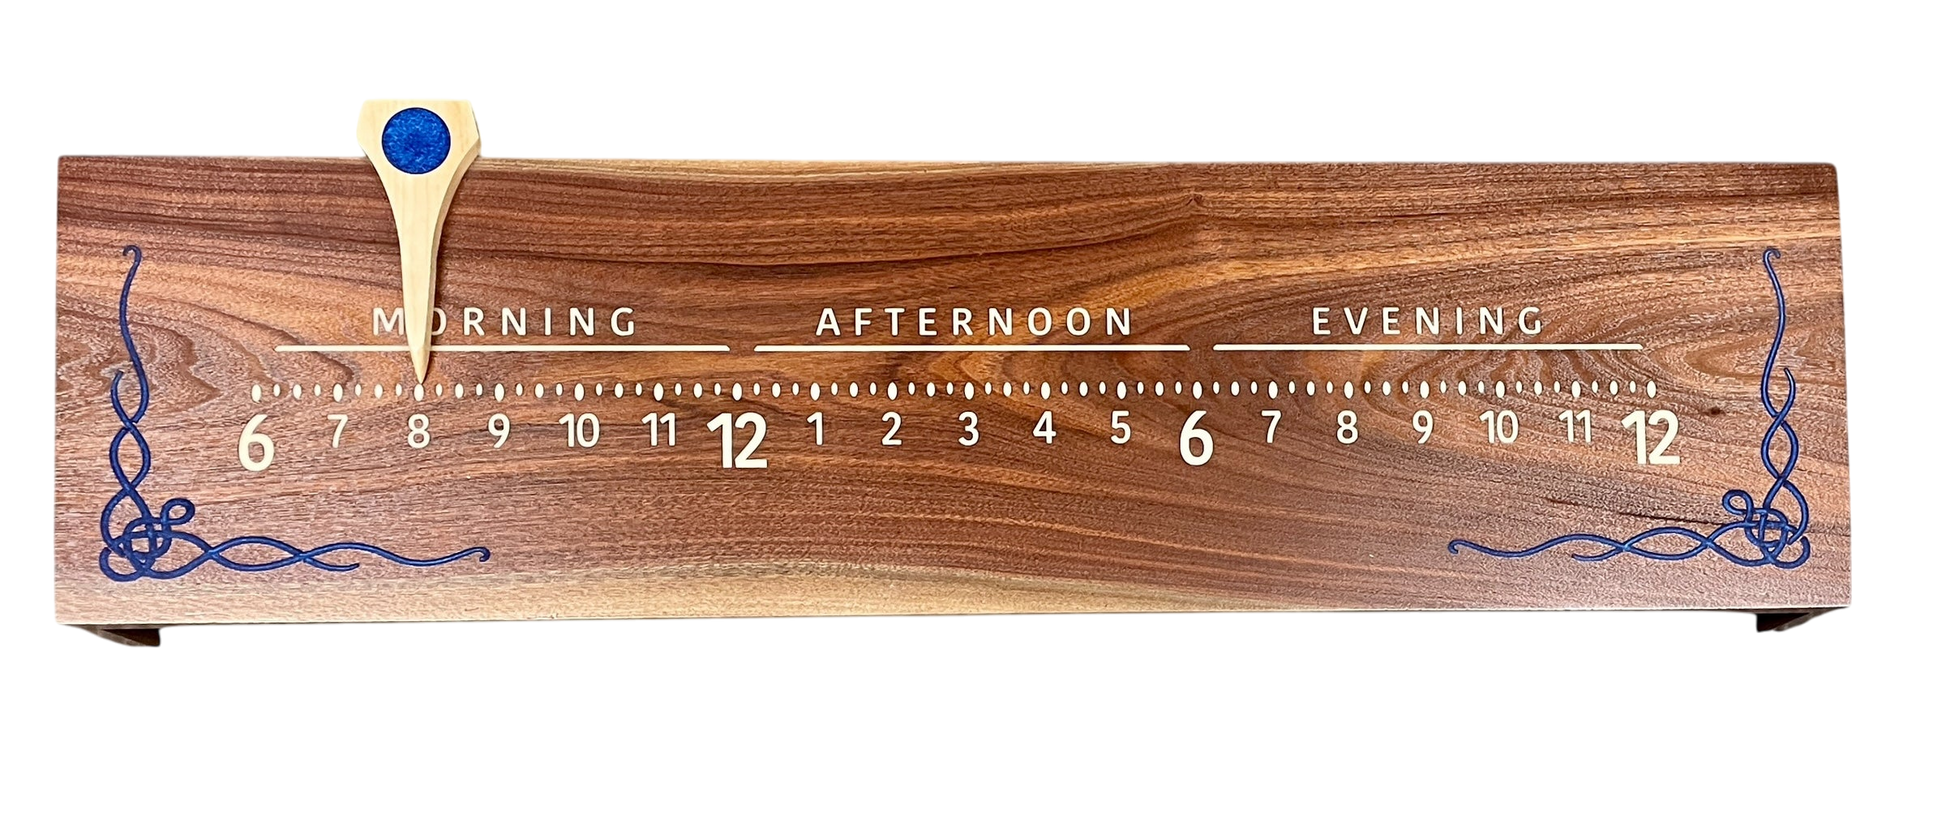 MORNING AFTERNOON EVENING
6 7 8 9 10 11 12 1 2 3 4 5 6 7 8 9 10 11 12